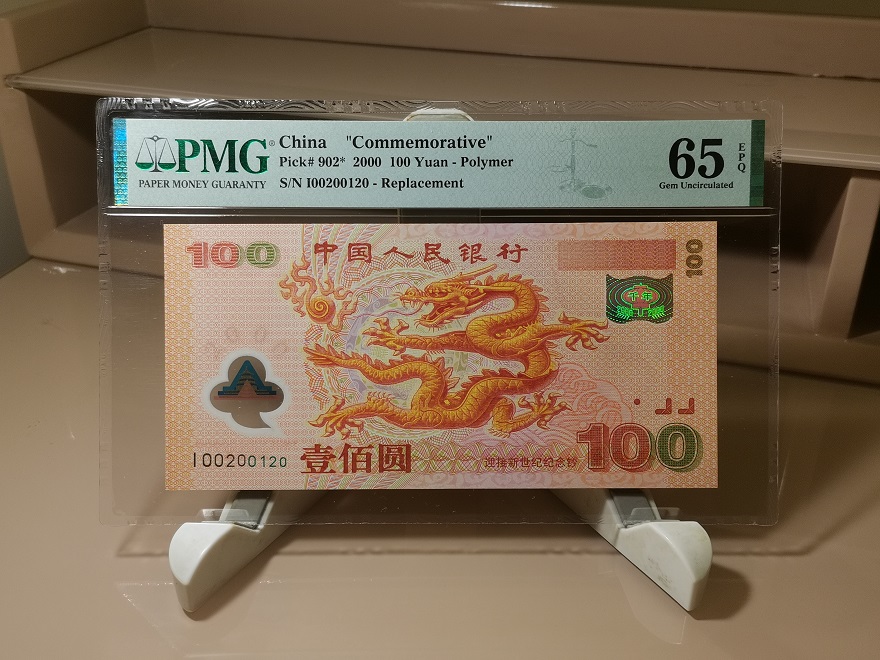 PMG®
PAPER MONEY GUARANTY
China "Commemorative"
Pick# 902* 2000 100 Yuan - Polymer
S/N I00200120 - Replacement
65
EPQ
Gem Uncirculated
100
中国人民银行
100
千年
I00200120
壹佰圆
迎接新世纪纪念钞
100